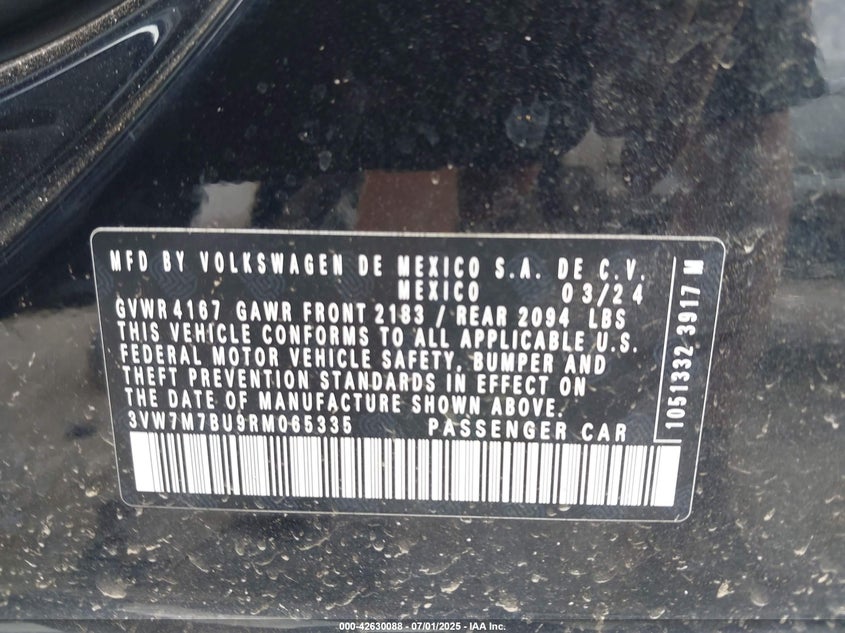 MFD BY VOLKSWAGEN DE MEXICO S.A. DE C.V.
MEXICO 03/24
GVWR 4167 GAWR FRONT 2183 / REAR 2094 LBS
THIS VEHICLE CONFORMS TO ALL APPLICABLE U.S.
FEDERAL MOTOR VEHICLE SAFETY, BUMPER AND
THEFT PREVENTION STANDARDS IN EFFECT ON
THE DATE OF MANUFACTURE SHOWN ABOVE.
3VW7M7BU9RM065335 PASSENGER CAR
1051332 3917 M
000-42630088 - 07/01/2025 - IAA Inc.